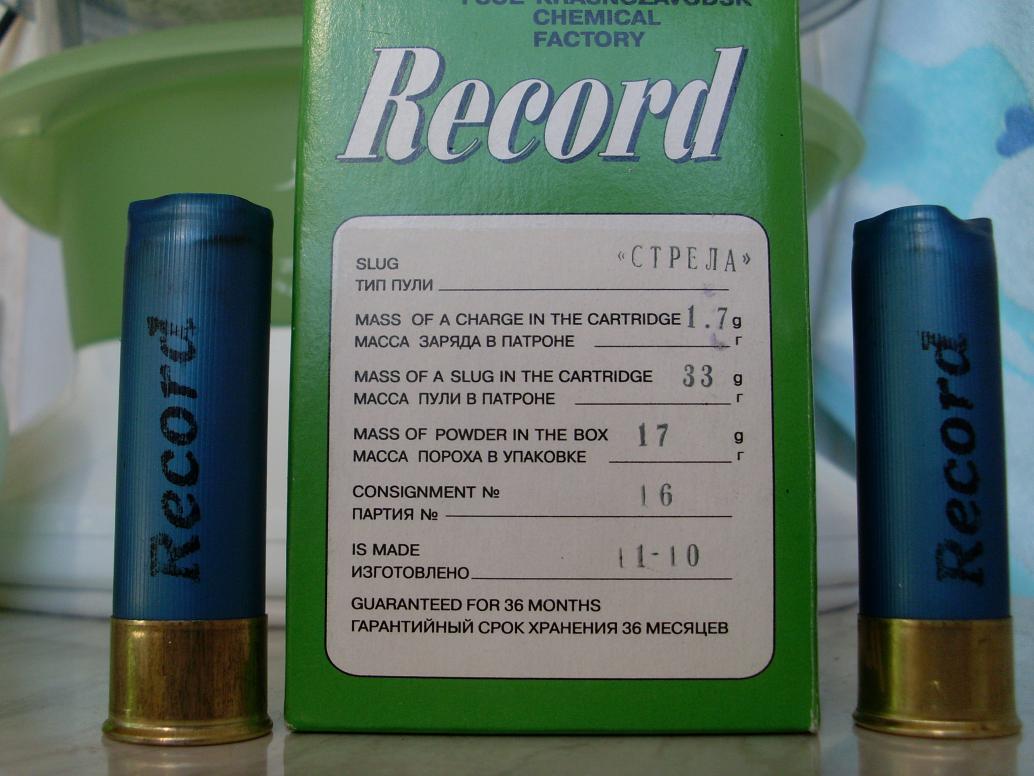 KRASNOZAVODSK
CHEMICAL
FACTORY
Record
SLUG «СТРЕЛА»
ТИП ПУЛИ
MASS OF A CHARGE IN THE CARTRIDGE 1.7 g
МАССА ЗАРЯДА В ПАТРОНЕ г
MASS OF A SLUG IN THE CARTRIDGE 33 g
МАССА ПУЛИ В ПАТРОНЕ г
MASS OF POWDER IN THE BOX 17 g
МАССА ПОРОХА В УПАКОВКЕ г
CONSIGNMENT № 16
ПАРТИЯ №
IS MADE 11-10
ИЗГОТОВЛЕНО
GUARANTEED FOR 36 MONTHS
ГАРАНТИЙНЫЙ СРОК ХРАНЕНИЯ 36 МЕСЯЦЕВ
Record
Record